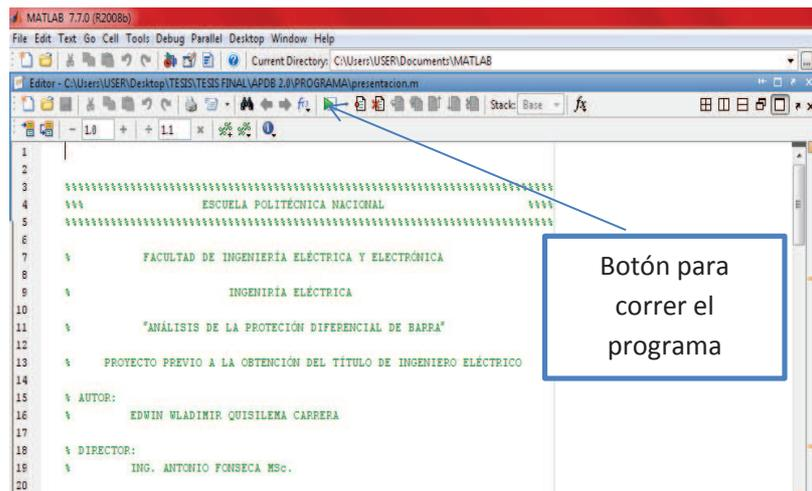 MATLAB 7.7.0 (R2008b)
File Edit Text Go Cell Tools Debug Parallel Desktop Window Help
Current Directory: C:\Users\USER\Documents\MATLAB
Editor - C:\Users\USER\Desktop\TESIS\TESIS FINAL\APDB 2.0\PROGRAMA\presentacion.m
Stack: Base fx
- 1.0 + ÷ 1.1 ×
1
2
3 %%%%%%%%%%%%%%%%%%%%%%%%%%%%%%%%%%%%%%%%%%%%%%%%%%%%%%%%%%%
4 %%% ESCUELA POLITÉCNICA NACIONAL %%%%
5 %%%%%%%%%%%%%%%%%%%%%%%%%%%%%%%%%%%%%%%%%%%%%%%%%%%%%%%%%%%
6
7 % FACULTAD DE INGENIERÍA ELÉCTRICA Y ELECTRÓNICA
8
9 % INGENIRÍA ELÉCTRICA
10
11 % "ANÁLISIS DE LA PROTECIÓN DIFERENCIAL DE BARRA"
12
13 % PROYECTO PREVIO A LA OBTENCIÓN DEL TÍTULO DE INGENIERO ELÉCTRICO
14
15 % AUTOR:
16 % EDWIN WLADIMIR QUISILEMA CARRERA
17
18 % DIRECTOR:
19 % ING. ANTONIO FONSECA MSc.
20
Botón para
correr el
programa